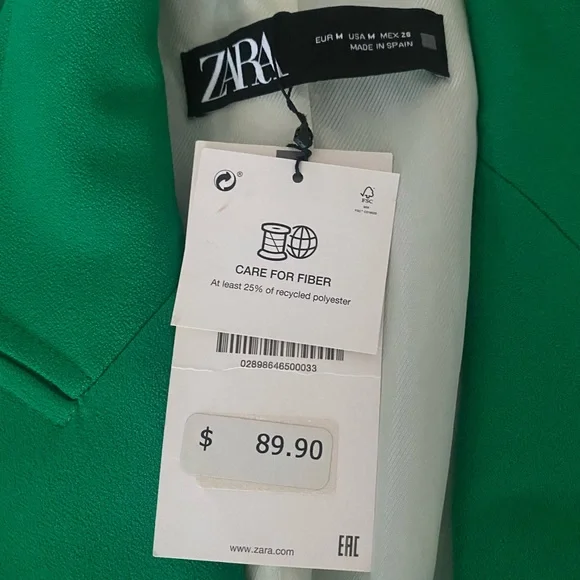 ZARA
EUR M USA M MEX 28
MADE IN SPAIN
FSC
CARE FOR FIBER
At least 25% of recycled polyester
02898646500033
$ 89.90
www.zara.com
EAC